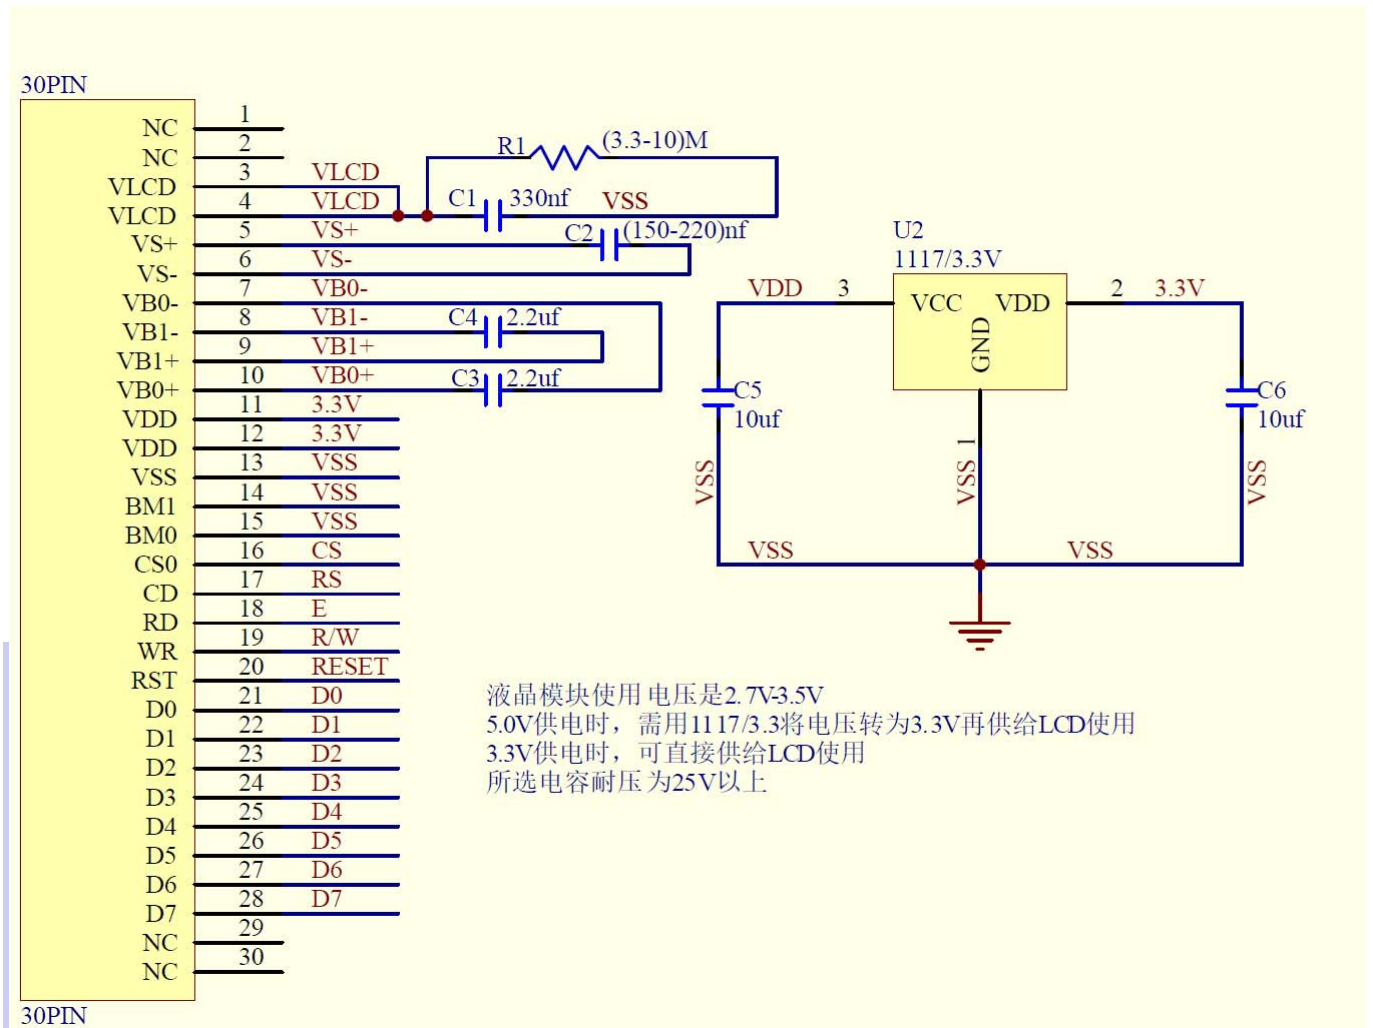 30PIN
NC 1
NC 2
VLCD 3 VLCD
VLCD 4 VLCD
VS+ 5 VS+
VS- 6 VS-
VB0- 7 VB0-
VB1- 8 VB1-
VB1+ 9 VB1+
VB0+ 10 VB0+
VDD 11 3.3V
VDD 12 3.3V
VSS 13 VSS
BM1 14 VSS
BM0 15 VSS
CS0 16 CS
CD 17 RS
RD 18 E
WR 19 R/W
RST 20 RESET
D0 21 D0
D1 22 D1
D2 23 D2
D3 24 D3
D4 25 D4
D5 26 D5
D6 27 D6
D7 28 D7
NC 29
NC 30
30PIN
R1 (3.3-10)M
C1 330nf VSS
C2 (150-220)nf
C4 2.2uf
C3 2.2uf
U2
1117/3.3V
VDD 3 VCC VDD 2 3.3V
GND
C5
10uf
C6
10uf
1
VSS
VSS
VSS
VSS VSS
液晶模块使用电压是2.7V-3.5V
5.0V供电时，需用1117/3.3将电压转为3.3V再供给LCD使用
3.3V供电时，可直接供给LCD使用
所选电容耐压为25V以上